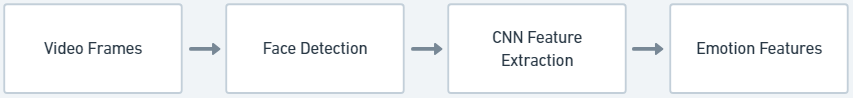 Video Frames
Face Detection
CNN Feature
Extraction
Emotion Features